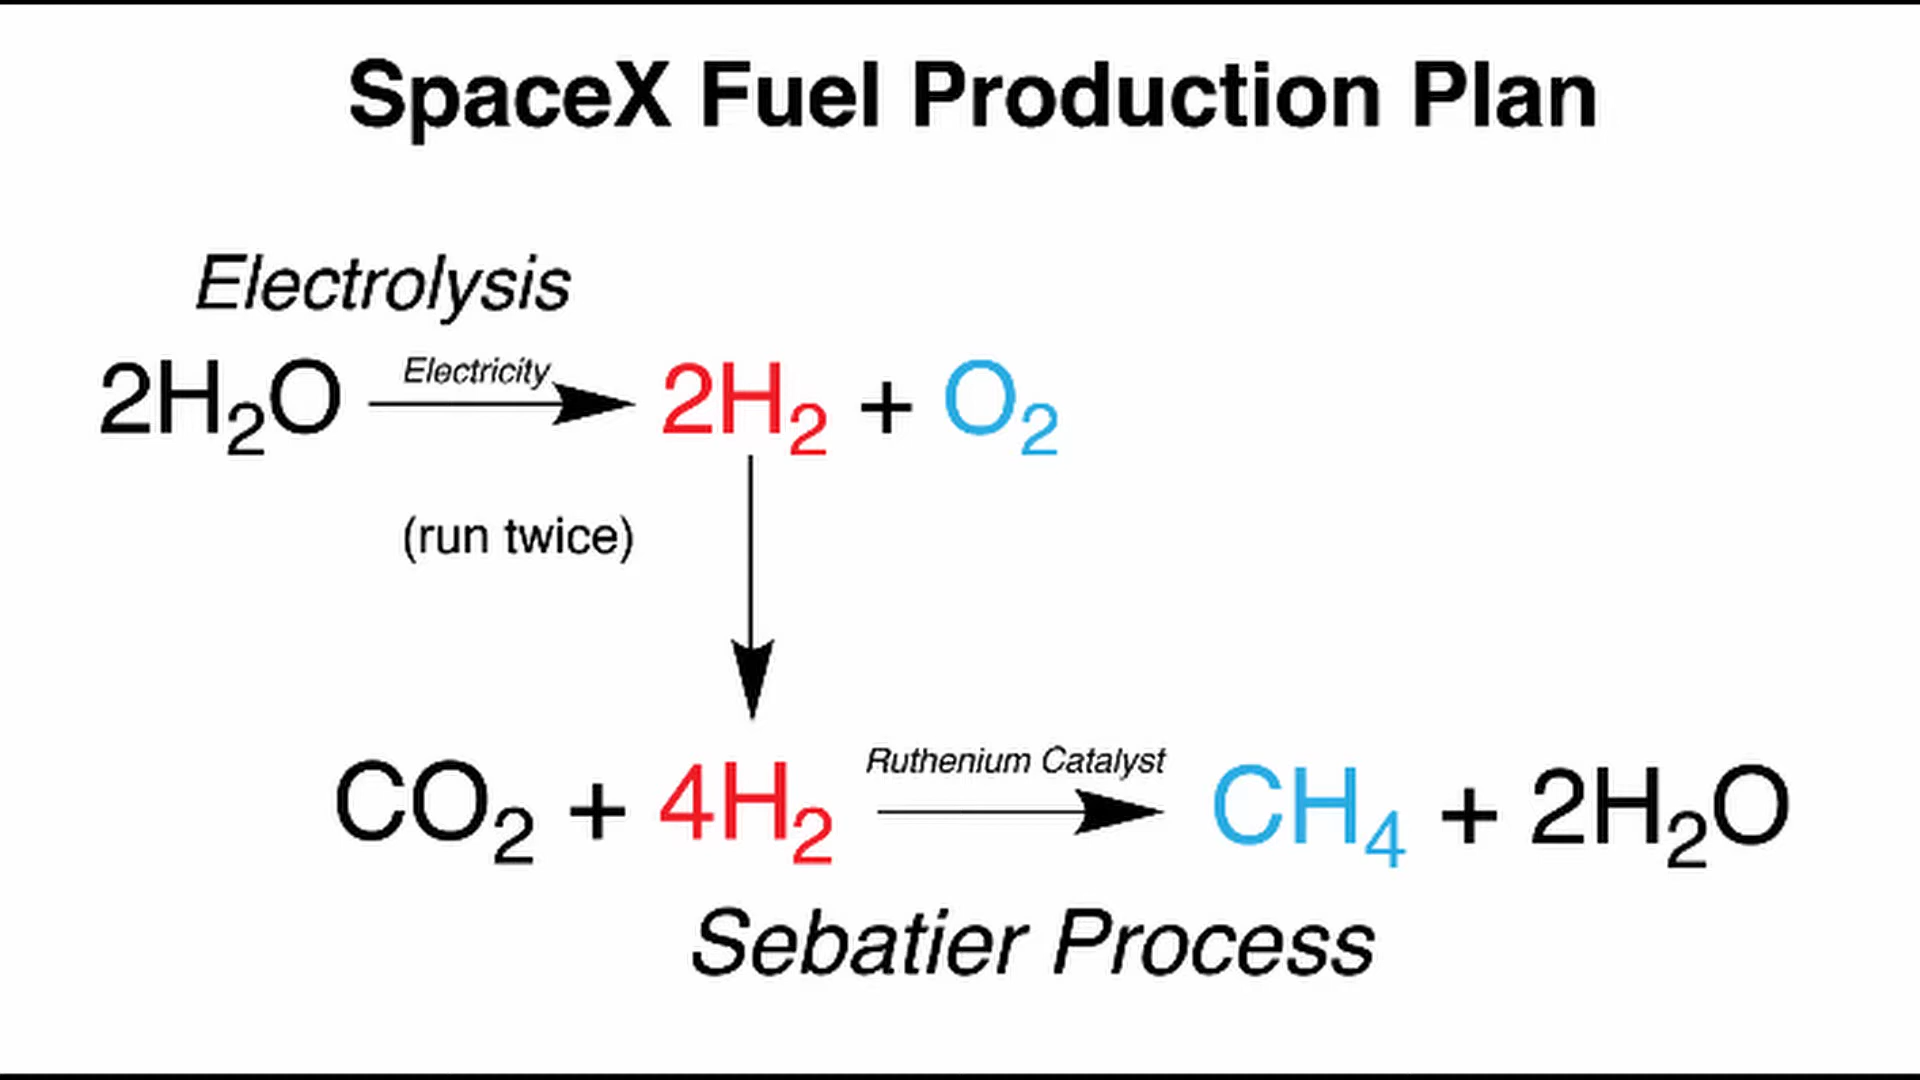 SpaceX Fuel Production Plan
Electrolysis
Electricity
2H₂O → 2H₂ + O₂
(run twice)
Ruthenium Catalyst
CO₂ + 4H₂ → CH₄ + 2H₂O
Sebatier Process